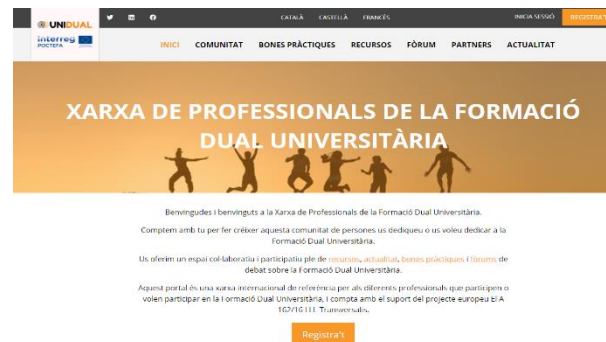 UNIDUAL
CATALÀ CASTELLÀ FRANCÉS
INICIA SESSIÓ
REGISTRA'T
Interreg
POCTEFA
INICI COMUNITAT BONES PRÀCTIQUES RECURSOS FÒRUM PARTNERS ACTUALITAT
XARXA DE PROFESSIONALS DE LA FORMACIÓ
DUAL UNIVERSITÀRIA
Benvingudes i benvinguts a la Xarxa de Professionals de la Formació Dual Universitària.
Comptem amb tu per fer créixer aquesta comunitat de persones us dediqueu o us voleu dedicar a la
Formació Dual Universitària.
Us oferim un espai col·laboratiu i participatiu ple de recursos, actualitat, bones pràctiques i fòrums de
debat sobre la Formació Dual Universitària.
Aquest portal és una xarxa internacional de referència per als diferents professionals que participen o
volen participar en la Formació Dual Universitària, i compta amb el suport del projecte europeu
162/16 Transversalis.
Registra't